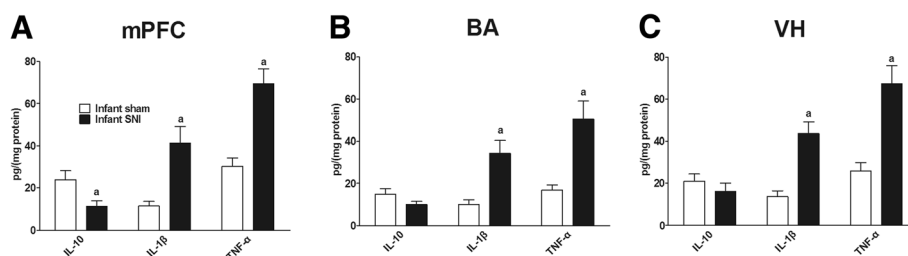 A
mPFC
80
60
40
20
0
pg/(mg protein)
Infant sham
Infant SNI
a
a
a
IL-10
IL-1β
TNF-α
B
BA
80
60
40
20
0
pg/(mg protein)
a
a
IL-10
IL-1β
TNF-α
C
VH
80
60
40
20
0
pg/(mg protein)
a
a
IL-10
IL-1β
TNF-α